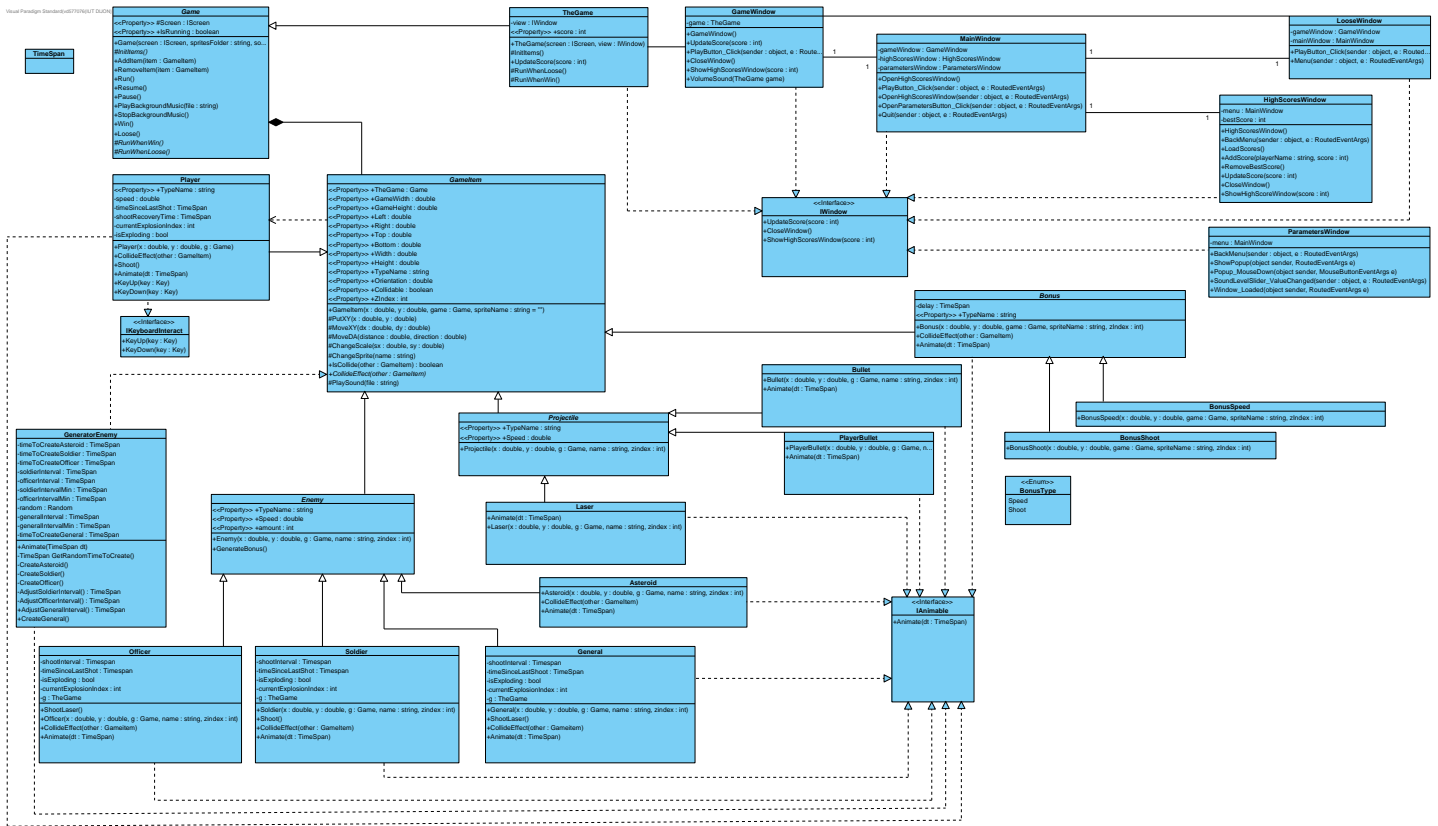 Visual Paradigm Standard(vd577076(IUT DIJON))
TimeSpan
Game
<<Property>> #Screen : IScreen
<<Property>> +IsRunning : boolean
+Game(screen : IScreen, spritesFolder : string, so...
#InitItems()
+AddItem(item : GameItem)
+RemoveItem(item : GameItem)
+Run()
+Resume()
+Pause()
+PlayBackgroundMusic(file : string)
+StopBackgroundMusic()
+Win()
+Loose()
#RunWhenWin()
#RunWhenLoose()
TheGame
-view : IWindow
<<Property>> +score : int
+TheGame(screen : IScreen, view : IWindow)
#InitItems()
+UpdateScore(score : int)
#RunWhenLoose()
#RunWhenWin()
GameWindow
-game : TheGame
+GameWindow()
+UpdateScore(score : int)
+PlayButton_Click(sender : object, e : Route...
+CloseWindow()
+ShowHighScoresWindow(score : int)
+VolumeSound(TheGame game)
MainWindow
-gameWindow : GameWindow
-highScoresWindow : HighScoresWindow
-parametersWindow : ParametersWindow
+OpenHighScoresWindow()
+PlayButton_Click(sender : object, e : RoutedEventArgs)
+OpenHighScoresWindow(sender : object, e : RoutedEventArgs)
+OpenParametersButton_Click(sender : object, e : RoutedEventArgs)
+Quit(sender : object, e : RoutedEventArgs)
LooseWindow
-gameWindow : GameWindow
-mainWindow : MainWindow
+PlayButton_Click(sender : object, e : Routed...
+Menu(sender : object, e : RoutedEventArgs)
1
1
1
1
1
1
HighScoresWindow
-menu : MainWindow
-bestScore : int
+HighScoresWindow()
+BackMenu(sender : object, e : RoutedEventArgs)
+LoadScores()
+AddScore(playerName : string, score : int)
+RemoveBestScore()
+UpdateScore(score : int)
+CloseWindow()
+ShowHighScoreWindow(score : int)
Player
<<Property>> +TypeName : string
-speed : double
-timeSinceLastShot : TimeSpan
-shootRecoveryTime : TimeSpan
-currentExplosionIndex : int
-isExploding : bool
+Player(x : double, y : double, g : Game)
+CollideEffect(other : GameItem)
+Shoot()
+Animate(dt : TimeSpan)
+KeyUp(key : Key)
+KeyDown(key : Key)
GameItem
<<Property>> +TheGame : Game
<<Property>> +GameWidth : double
<<Property>> +GameHeight : double
<<Property>> +Left : double
<<Property>> +Right : double
<<Property>> +Top : double
<<Property>> +Bottom : double
<<Property>> +Width : double
<<Property>> +Height : double
<<Property>> +TypeName : string
<<Property>> +Orientation : double
<<Property>> +Collidable : boolean
<<Property>> +ZIndex : int
+GameItem(x : double, y : double, game : Game, spriteName : string = "")
#PutXY(x : double, y : double)
#MoveXY(dx : double, dy : double)
#MoveDA(distance : double, direction : double)
#ChangeScale(sx : double, sy : double)
#ChangeSprite(name : string)
+IsCollide(other : GameItem) : boolean
+CollideEffect(other : GameItem)
#PlaySound(file : string)
<<Interface>>
IWindow
+UpdateScore(score : int)
+CloseWindow()
+ShowHighScoresWindow(score : int)
ParametersWindow
-menu : MainWindow
+BackMenu(sender : object, e : RoutedEventArgs)
+ShowPopup(object sender, RoutedEventArgs e)
+Popup_MouseDown(object sender, MouseButtonEventArgs e)
+SoundLevelSlider_ValueChanged(sender : object, e : RoutedEventArgs)
+Window_Loaded(object sender, RoutedEventArgs e)
<<Interface>>
IKeyboardInteract
+KeyUp(key : Key)
+KeyDown(key : Key)
Bonus
-delay : TimeSpan
<<Property>> +TypeName : string
+Bonus(x : double, y : double, game : Game, spriteName : string, zIndex : int)
+CollideEffect(other : GameItem)
+Animate(dt : TimeSpan)
Bullet
+Bullet(x : double, y : double, g : Game, name : string, zindex : int)
+Animate(dt : TimeSpan)
BonusSpeed
+BonusSpeed(x : double, y : double, game : Game, spriteName : string, zIndex : int)
Projectile
<<Property>> +TypeName : string
<<Property>> +Speed : double
+Projectile(x : double, y : double, g : Game, name : string, zindex : int)
PlayerBullet
+PlayerBullet(x : double, y : double, g : Game, n...
+Animate(dt : TimeSpan)
BonusShoot
+BonusShoot(x : double, y : double, game : Game, spriteName : string, zIndex : int)
<<Enum>>
BonusType
Speed
Shoot
GeneratorEnemy
-timeToCreateAsteroid : TimeSpan
-timeToCreateSoldier : TimeSpan
-timeToCreateOfficer : TimeSpan
-soldierInterval : TimeSpan
-officerInterval : TimeSpan
-soldierIntervalMin : TimeSpan
-officerIntervalMin : TimeSpan
-random : Random
-generalInterval : TimeSpan
-generalIntervalMin : TimeSpan
-timeToCreateGeneral : TimeSpan
+Animate(TimeSpan dt)
-TimeSpan GetRandomTimeToCreate()
-CreateAsteroid()
-CreateSoldier()
-CreateOfficer()
-AdjustSoldierInterval() : TimeSpan
-AdjustOfficerInterval() : TimeSpan
+AdjustGeneralInterval() : TimeSpan
+CreateGeneral()
Enemy
<<Property>> +TypeName : string
<<Property>> +Speed : double
<<Property>> +amount : int
+Enemy(x : double, y : double, g : Game, name : string, zindex : int)
+GenerateBonus()
Laser
+Animate(dt : TimeSpan)
+Laser(x : double, y : double, g : Game, name : string, zindex : int)
Asteroid
+Asteroid(x : double, y : double, g : Game, name : string, zindex : int)
+CollideEffect(other : GameItem)
+Animate(dt : TimeSpan)
<<Interface>>
IAnimable
+Animate(dt : TimeSpan)
Officer
-shootInterval : Timespan
-timeSinceLastShot : Timespan
-isExploding : bool
-currentExplosionIndex : int
-g : TheGame
+ShootLaser()
+Officer(x : double, y : double, g : Game, name : string, zindex : int)
+CollideEffect(other : GameItem)
+Animate(dt : TimeSpan)
Soldier
-shootInterval : Timespan
-timeSinceLastShot : Timespan
-isExploding : bool
-currentExplosionIndex : int
-g : TheGame
+Soldier(x : double, y : double, g : Game, name : string, zindex : int)
+Shoot()
+CollideEffect(other : GameItem)
+Animate(dt : TimeSpan)
General
-shootInterval : Timespan
-timeSinceLastShoot : TimeSpan
-isExploding : bool
-currentExplosionIndex : int
-g : TheGame
+General(x : double, y : double, g : Game, name : string, zindex : int)
+ShootLaser()
+CollideEffect(other : GameItem)
+Animate(dt : TimeSpan)